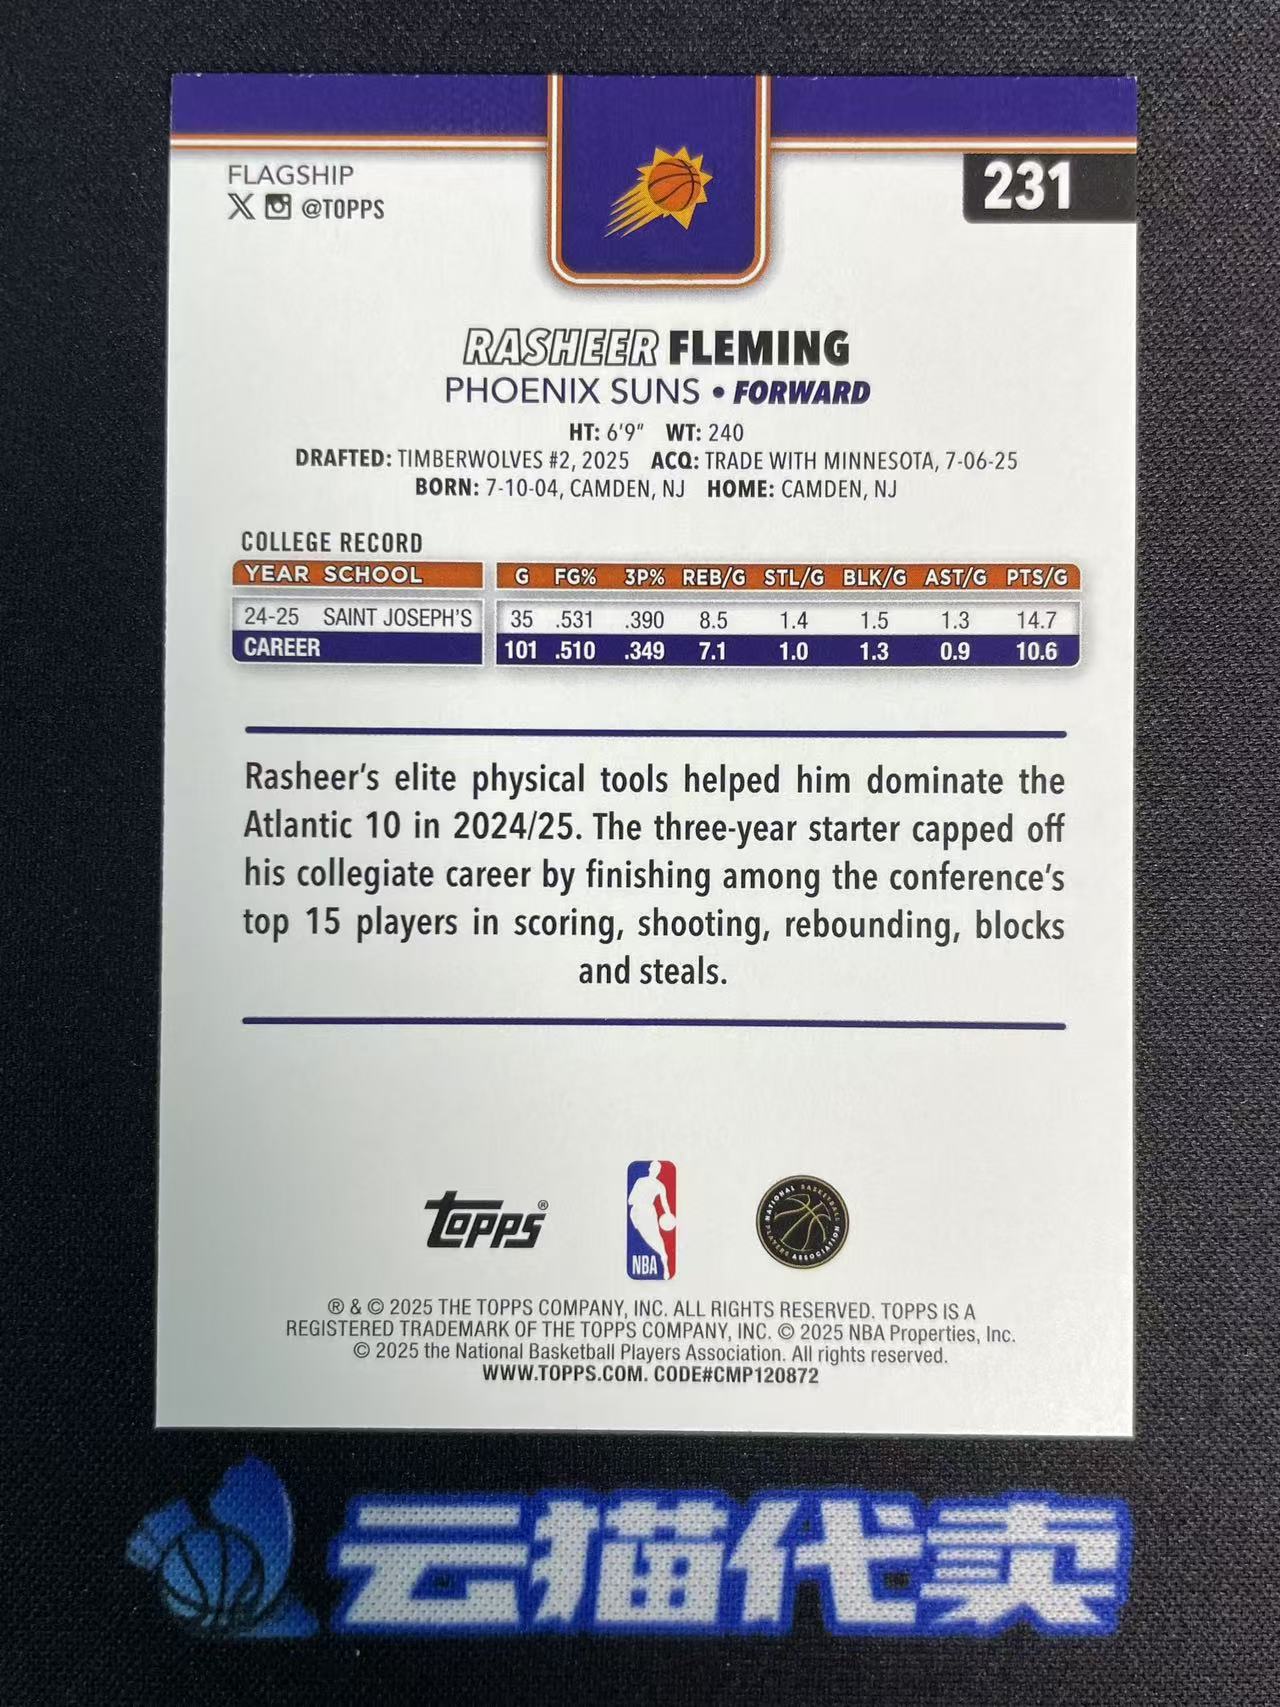 FLAGSHIP
231
X @TOPPS
RASHEER FLEMING
PHOENIX SUNS • FORWARD
HT: 6'9" WT: 240
DRAFTED: TIMBERWOLVES #2, 2025 ACQ: TRADE WITH MINNESOTA, 7-06-25
BORN: 7-10-04, CAMDEN, NJ HOME: CAMDEN, NJ
COLLEGE RECORD
YEAR SCHOOL G FG% 3P% REB/G STL/G BLK/G AST/G PTS/G
24-25 SAINT JOSEPH'S 35 .531 .390 8.5 1.4 1.5 1.3 14.7
CAREER 101 .510 .349 7.1 1.0 1.3 0.9 10.6
Rasheer's elite physical tools helped him dominate the
Atlantic 10 in 2024/25. The three-year starter capped off
his collegiate career by finishing among the conference's
top 15 players in scoring, shooting, rebounding, blocks
and steals.
topps®
NBA
NATIONAL BASKETBALL PLAYERS ASSOCIATION
® & © 2025 THE TOPPS COMPANY, INC. ALL RIGHTS RESERVED. TOPPS IS A
REGISTERED TRADEMARK OF THE TOPPS COMPANY, INC. © 2025 NBA Properties, Inc.
© 2025 the National Basketball Players Association. All rights reserved.
WWW.TOPPS.COM. CODE#CMP120872
云猫代卖